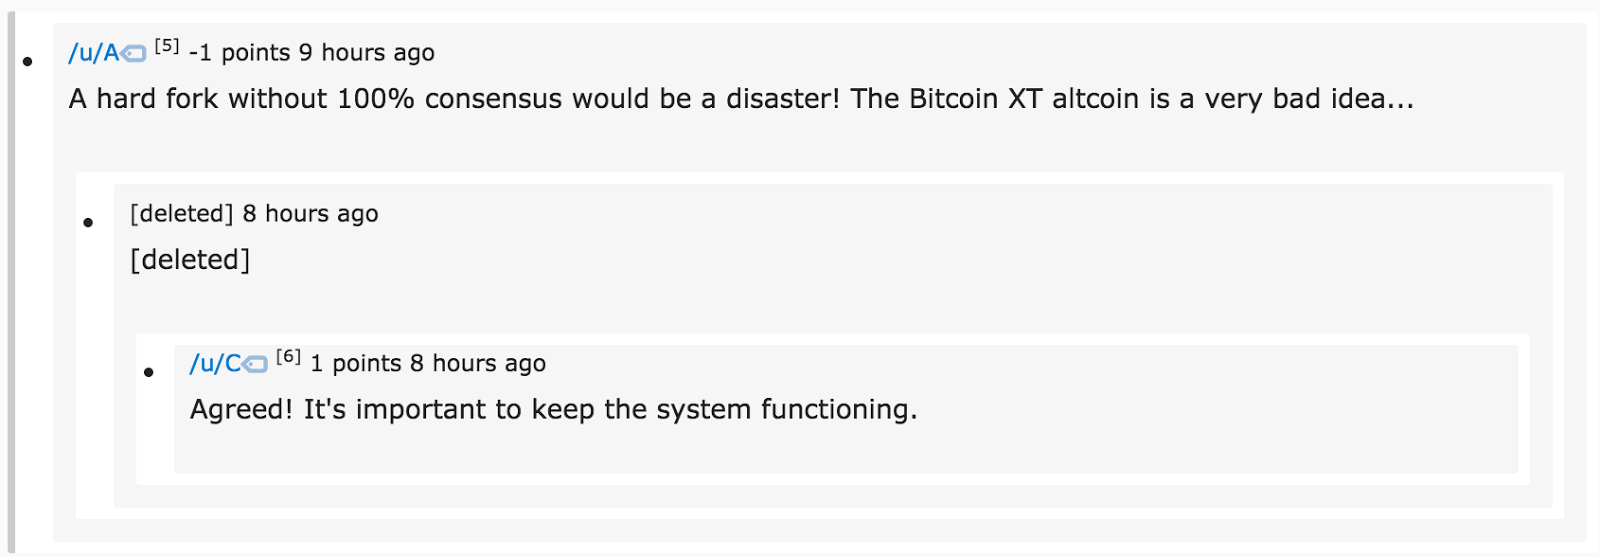 /u/A [5] -1 points 9 hours ago
A hard fork without 100% consensus would be a disaster! The Bitcoin XT altcoin is a very bad idea...
[deleted] 8 hours ago
[deleted]
/u/C [6] 1 points 8 hours ago
Agreed! It's important to keep the system functioning.